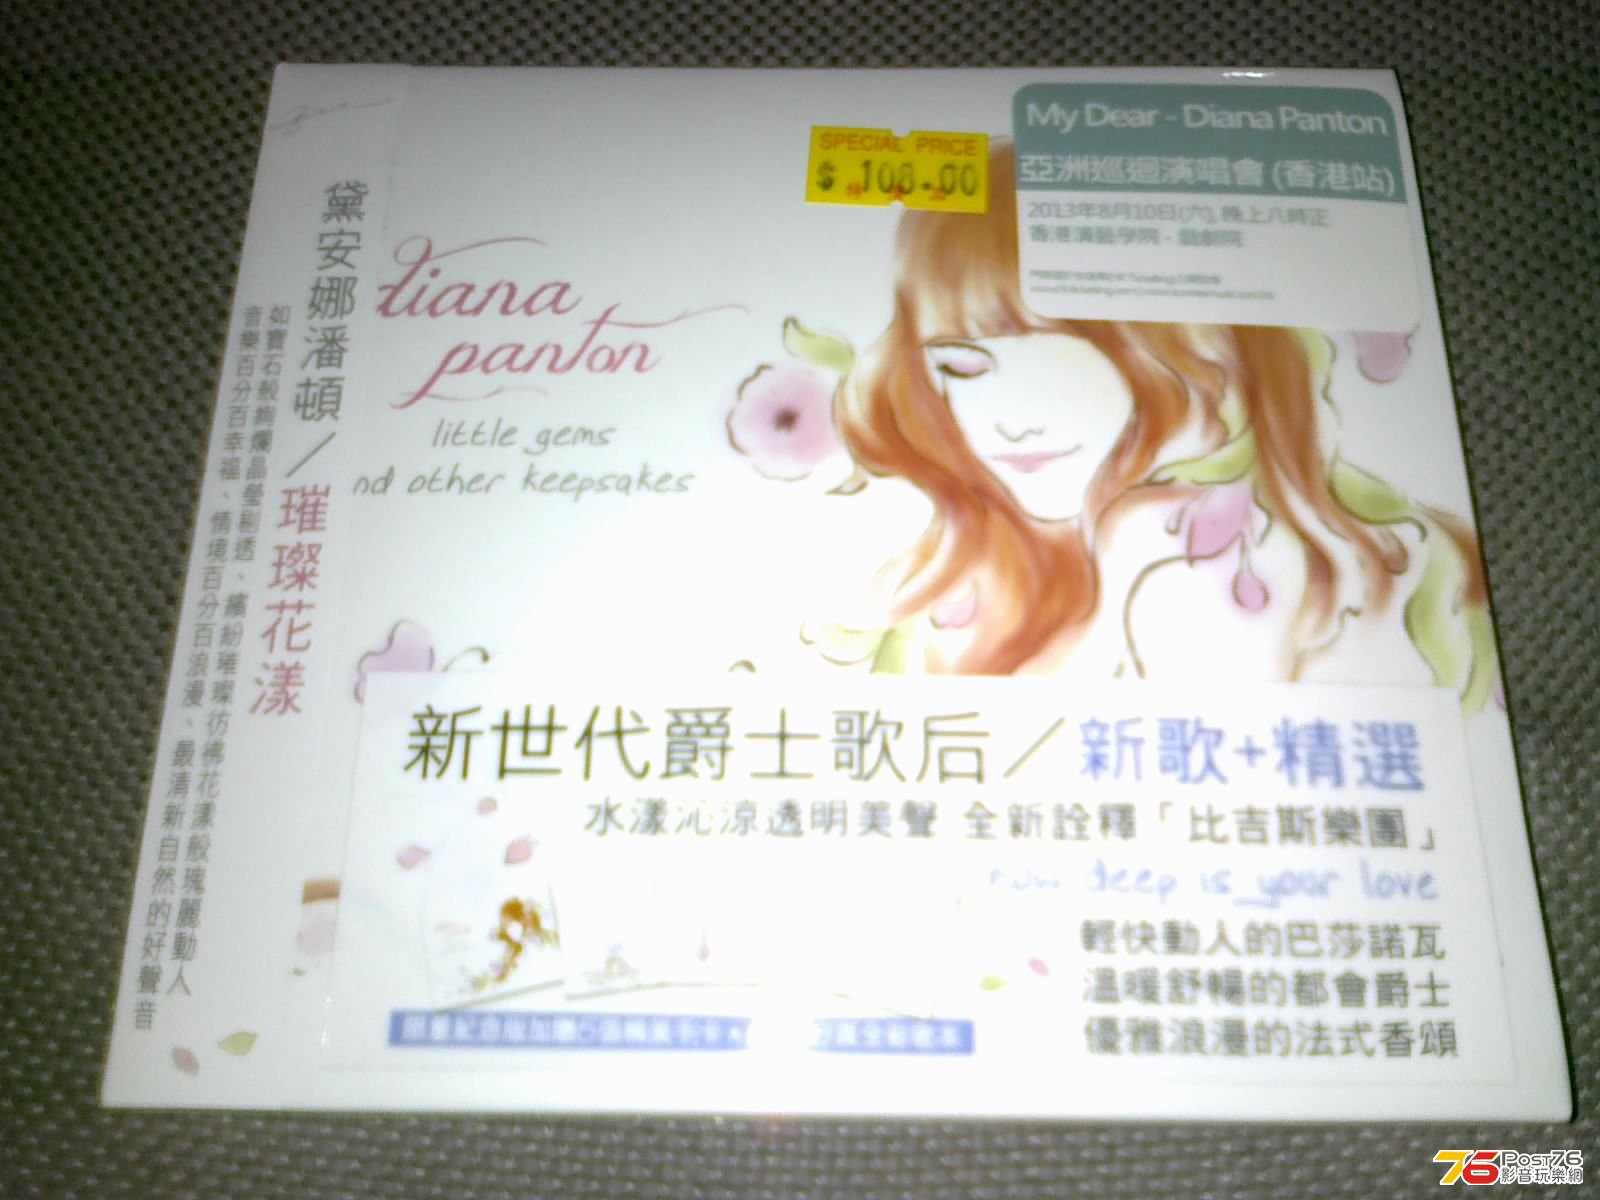 黛安娜潘頓／璀璨花漾
如寶石般絢爛晶瑩剔透、繽紛璀璨彷彿花漾般瑰麗動人
音樂百分百幸福、情境百分百浪漫、最清新自然的好聲音
SPECIAL PRICE
$ 108.00
My Dear - Diana Panton
亞洲巡迴演唱會 (香港站)
2013年8月10日(六), 晚上八時正
香港演藝學院 - 戲劇院
diana
panton
little gems
nd other keepsakes
新世代爵士歌后／新歌+精選
水漾沁涼透明美聲 全新詮釋「比吉斯樂團」
how deep is your love
輕快動人的巴莎諾瓦
溫暖舒暢的都會爵士
優雅浪漫的法式香頌
Post76
影音玩樂網